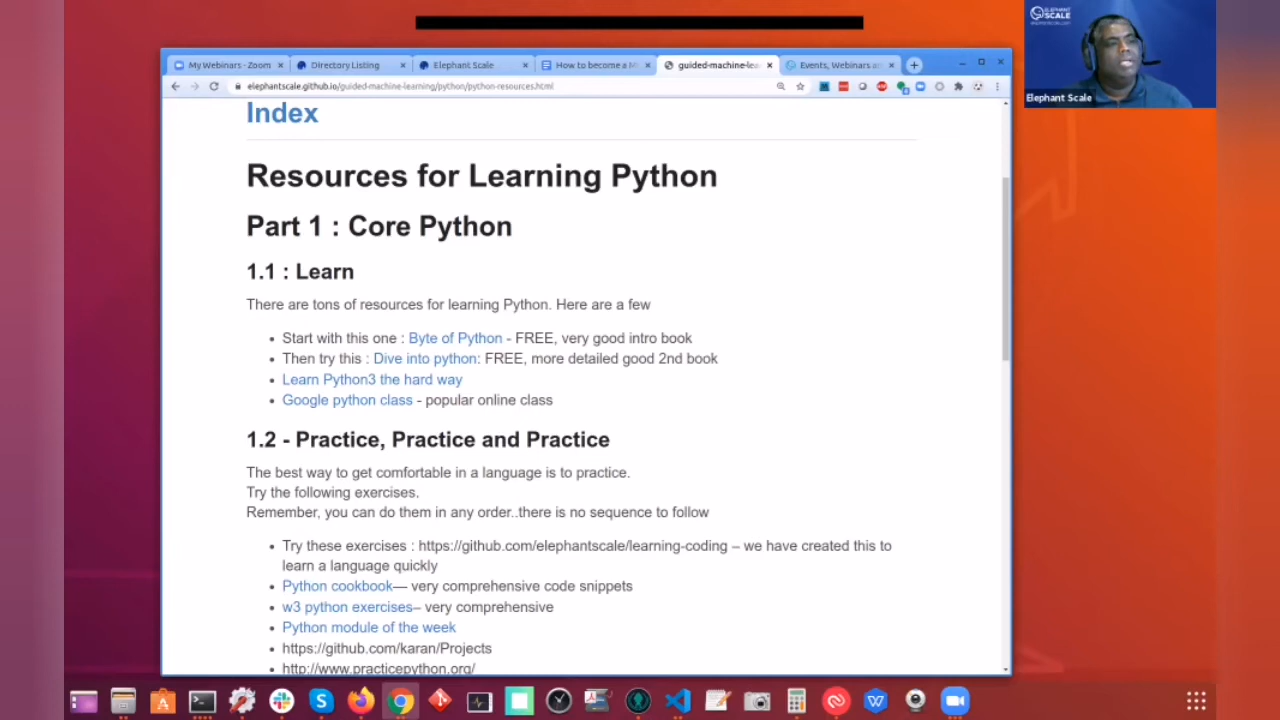 My Webinars - Zoom
Directory Listing
Elephant Scale
How to become a M
guided-machine-lea
Events, Webinars an
elephantscale.github.io/guided-machine-learning/python/python-resources.html
ELEPHANT
SCALE
Elephant Scale
Index
Resources for Learning Python
Part 1 : Core Python
1.1 : Learn
There are tons of resources for learning Python. Here are a few
• Start with this one : Byte of Python - FREE, very good intro book
• Then try this : Dive into python: FREE, more detailed good 2nd book
• Learn Python3 the hard way
• Google python class - popular online class
1.2 - Practice, Practice and Practice
The best way to get comfortable in a language is to practice.
Try the following exercises.
Remember, you can do them in any order..there is no sequence to follow
• Try these exercises : https://github.com/elephantscale/learning-coding – we have created this to
learn a language quickly
• Python cookbook— very comprehensive code snippets
• w3 python exercises– very comprehensive
• Python module of the week
• https://github.com/karan/Projects
• http://www.practicepython.org/